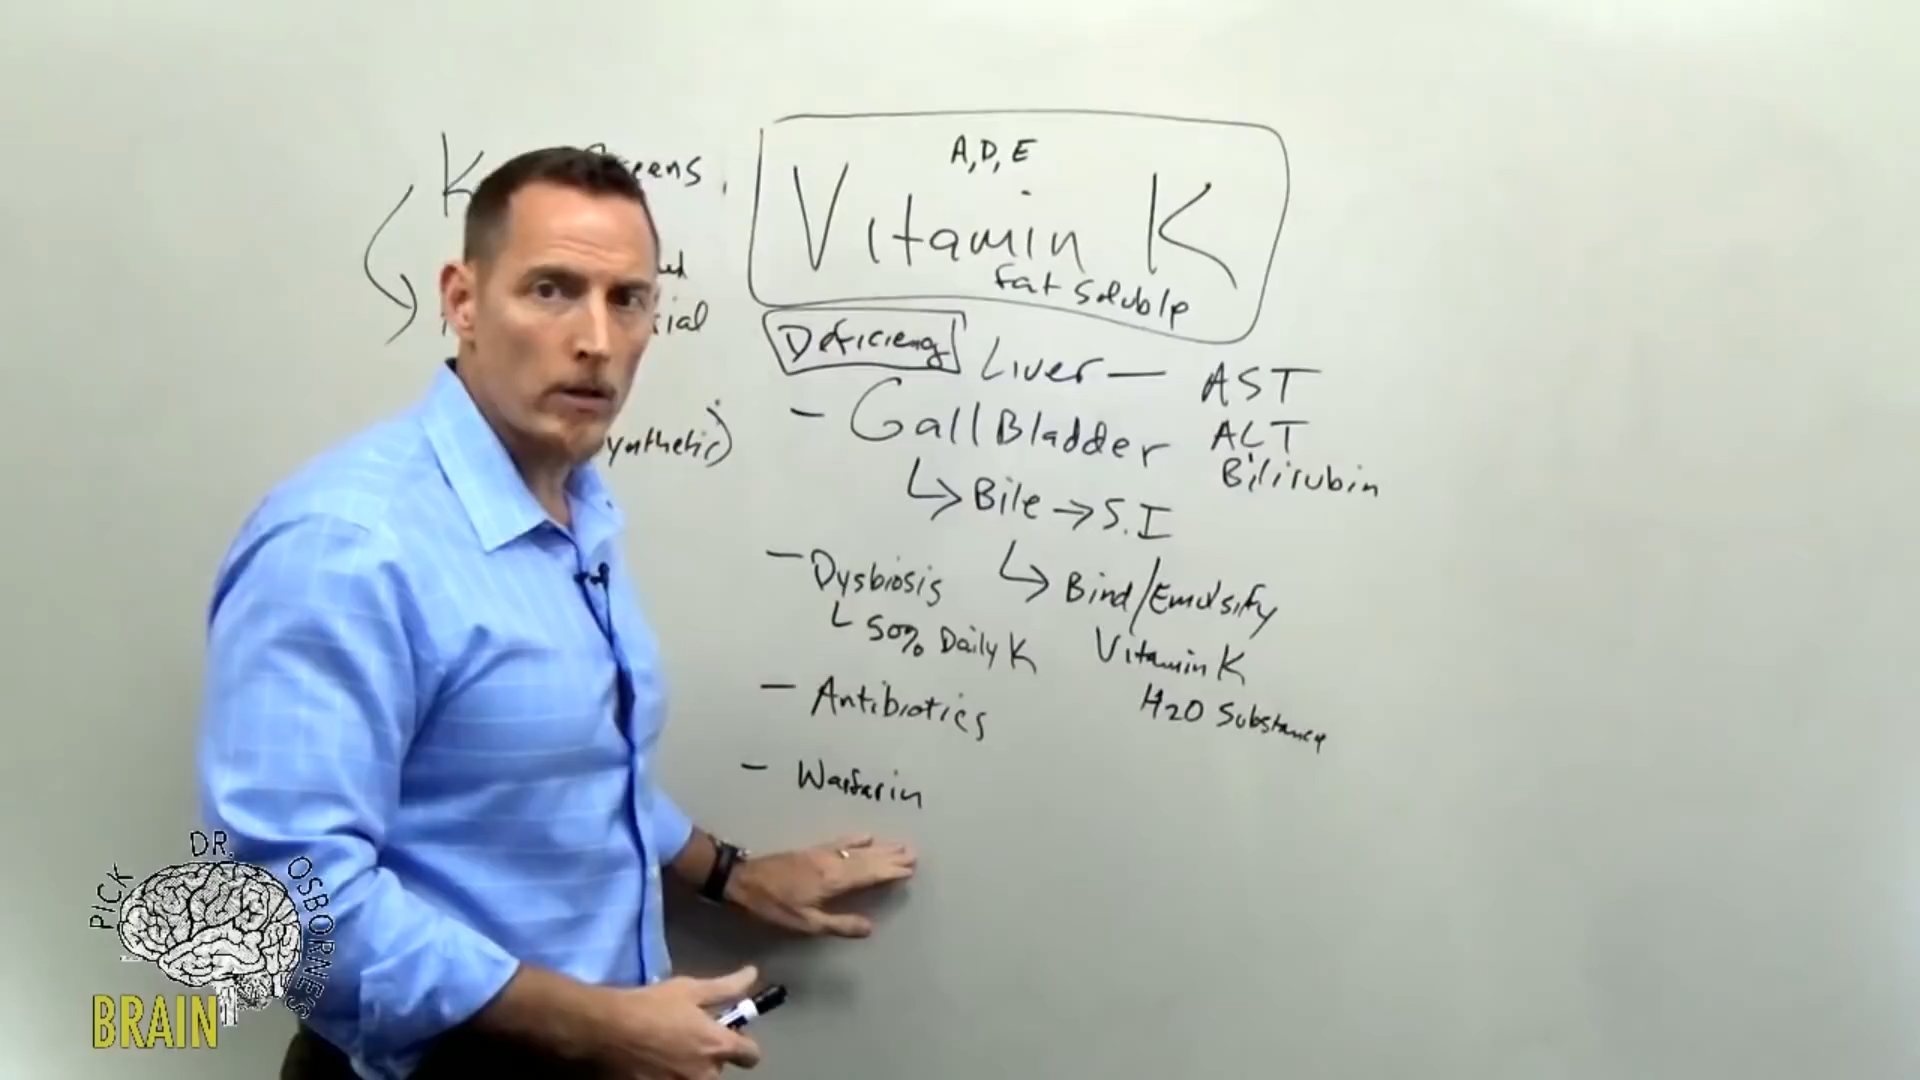 K
eens
A, D, E
Vitamin K
fat soluble
ial
ynthetic)
Deficiency
Liver — AST
ALT
Bilirubin
- Gall Bladder
↳ Bile → S.I
↳ Bind/Emulsify
Vitamin K
H2O Substance
- Dysbiosis
↳ 50% Daily K
- Antibiotics
- Warfarin
PICK DR. OSBORNE'S
BRAIN